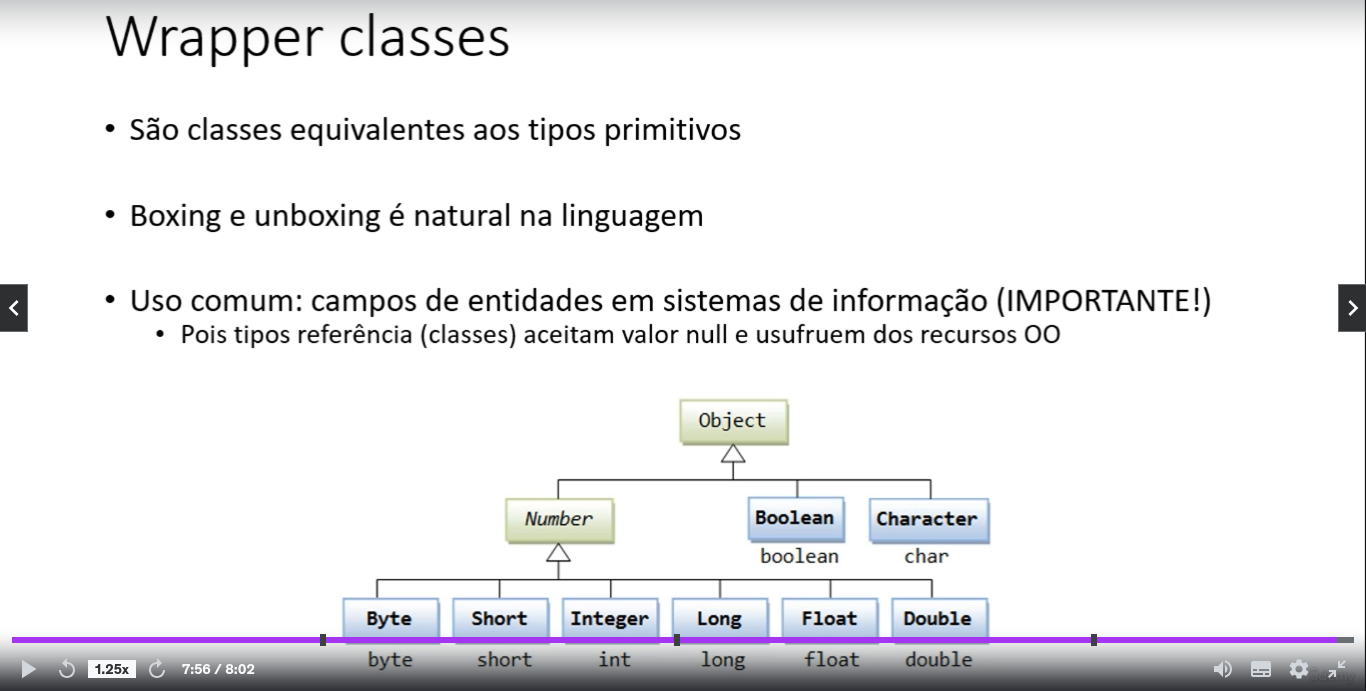 Wrapper classes
• São classes equivalentes aos tipos primitivos
• Boxing e unboxing é natural na linguagem
• Uso comum: campos de entidades em sistemas de informação (IMPORTANTE!)
• Pois tipos referência (classes) aceitam valor null e usufruem dos recursos OO
Object
Number Boolean Character
boolean char
Byte Short Integer Long Float Double
byte short int long float double
1.25x 7:56 / 8:02